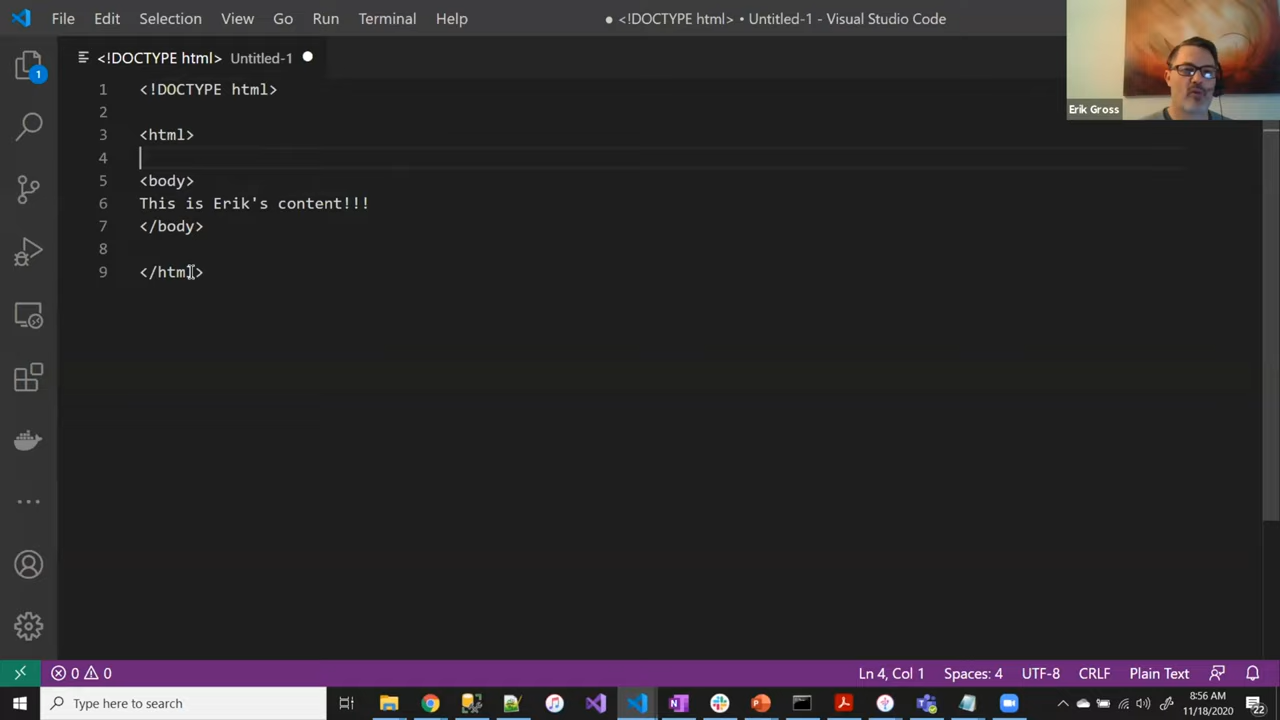 File Edit Selection View Go Run Terminal Help
● <!DOCTYPE html> • Untitled-1 - Visual Studio Code
<!DOCTYPE html> Untitled-1
Erik Gross
1
1 <!DOCTYPE html>
2
3 <html>
4
5 <body>
6 This is Erik's content!!!
7 </body>
8
9 </html>
0 0 Ln 4, Col 1 Spaces: 4 UTF-8 CRLF Plain Text
Type here to search
8:56 AM
11/18/2020
22